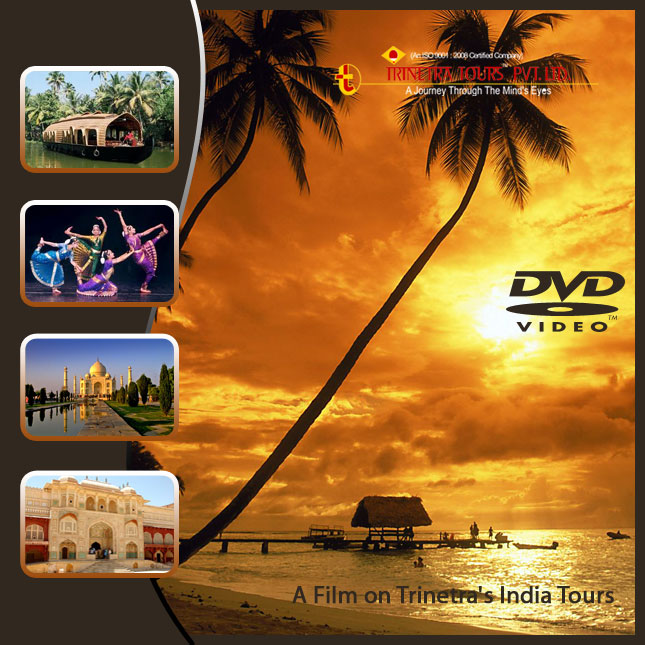 (An ISO 9001 : 2008 Certified Company)
TRINETRA TOURS PVT. LTD.
A Journey Through The Mind's Eyes
DVD
VIDEO TM
A Film on Trinetra's India Tours